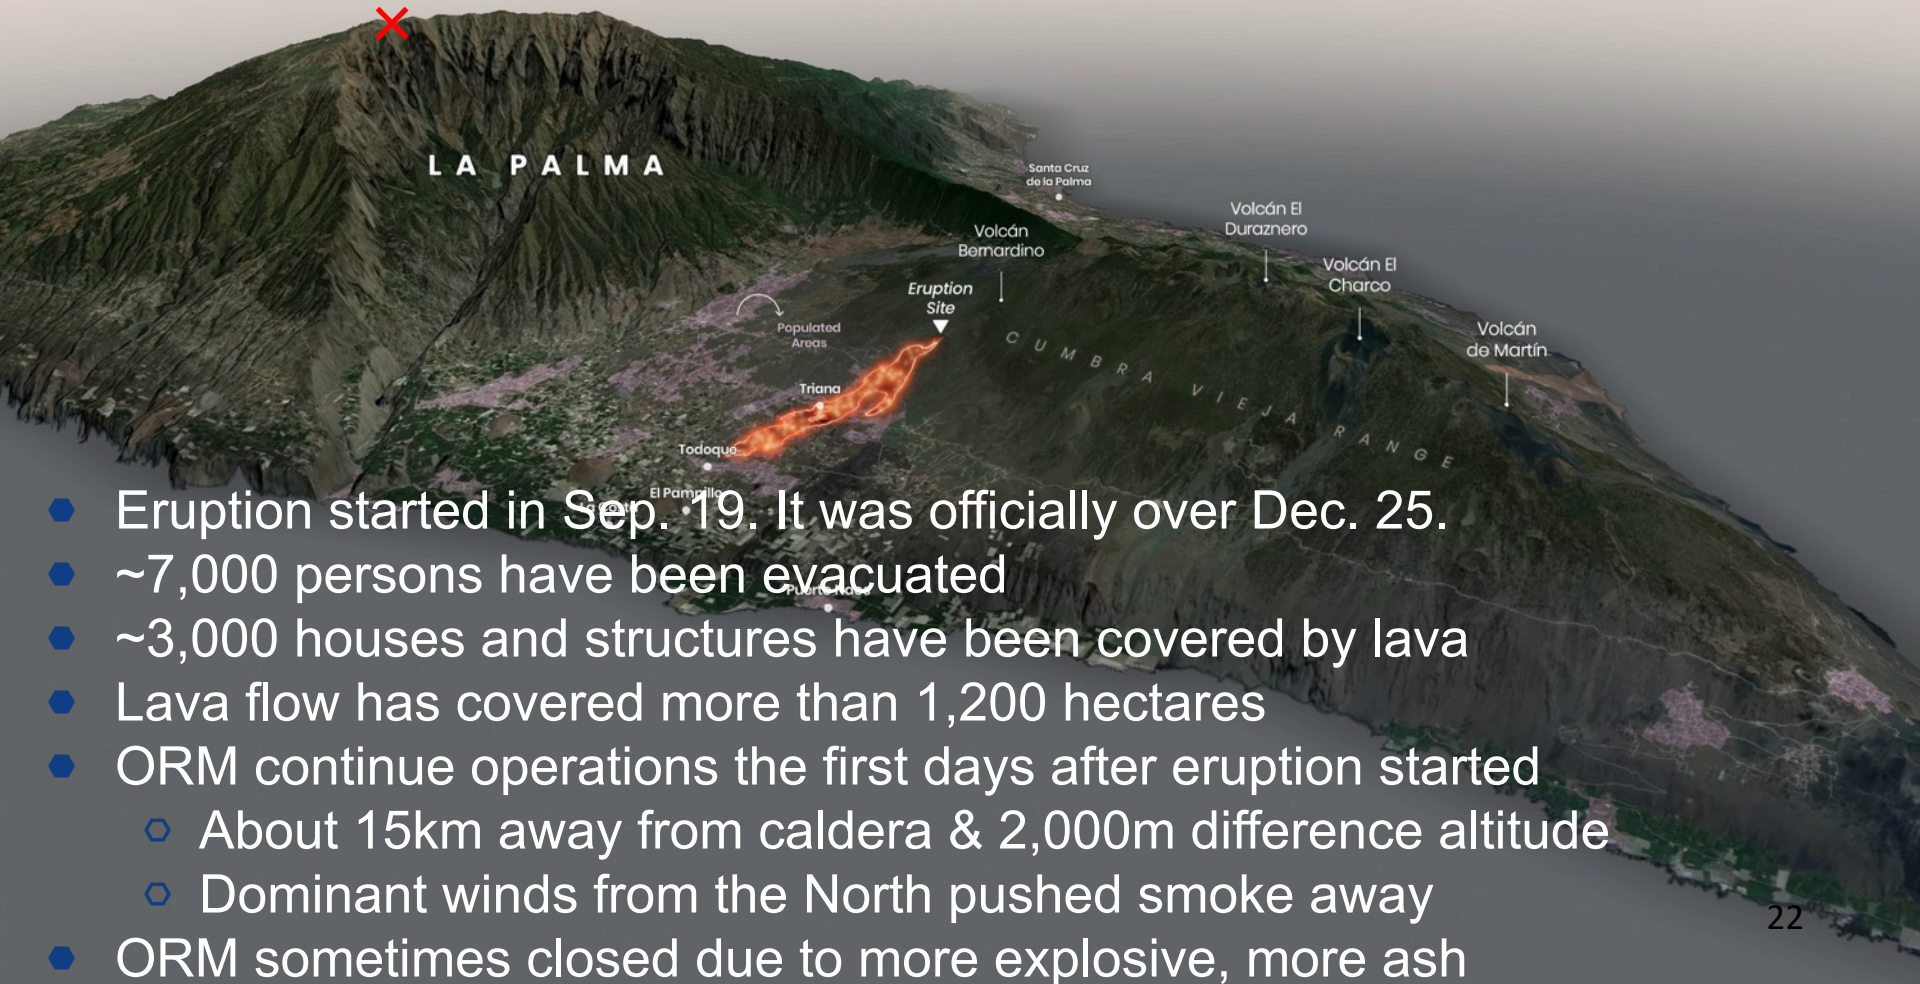 LA PALMA
Santa Cruz
de la Palma
Volcán El
Duraznero
Volcán
Bernardino
Volcán El
Charco
Eruption
Site
Volcán
de Martín
Populated
Areas
CUMBRA VIEJA RANGE
Triana
Todoque
El Pampillo
La Costa
Eruption started in Sep. 19. It was officially over Dec. 25.
~7,000 persons have been evacuated
Puerto Naos
~3,000 houses and structures have been covered by lava
Lava flow has covered more than 1,200 hectares
ORM continue operations the first days after eruption started
About 15km away from caldera & 2,000m difference altitude
Dominant winds from the North pushed smoke away
22
ORM sometimes closed due to more explosive, more ash